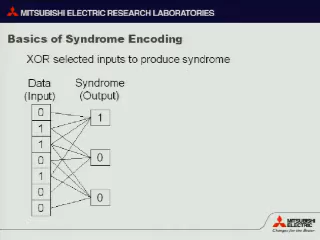 MITSUBISHI ELECTRIC RESEARCH LABORATORIES
Basics of Syndrome Encoding
XOR selected inputs to produce syndrome
Data
(Input)
Syndrome
(Output)
0
1
1
0
1
0
0
1
0
0
MITSUBISHI
ELECTRIC
Changes for the Better